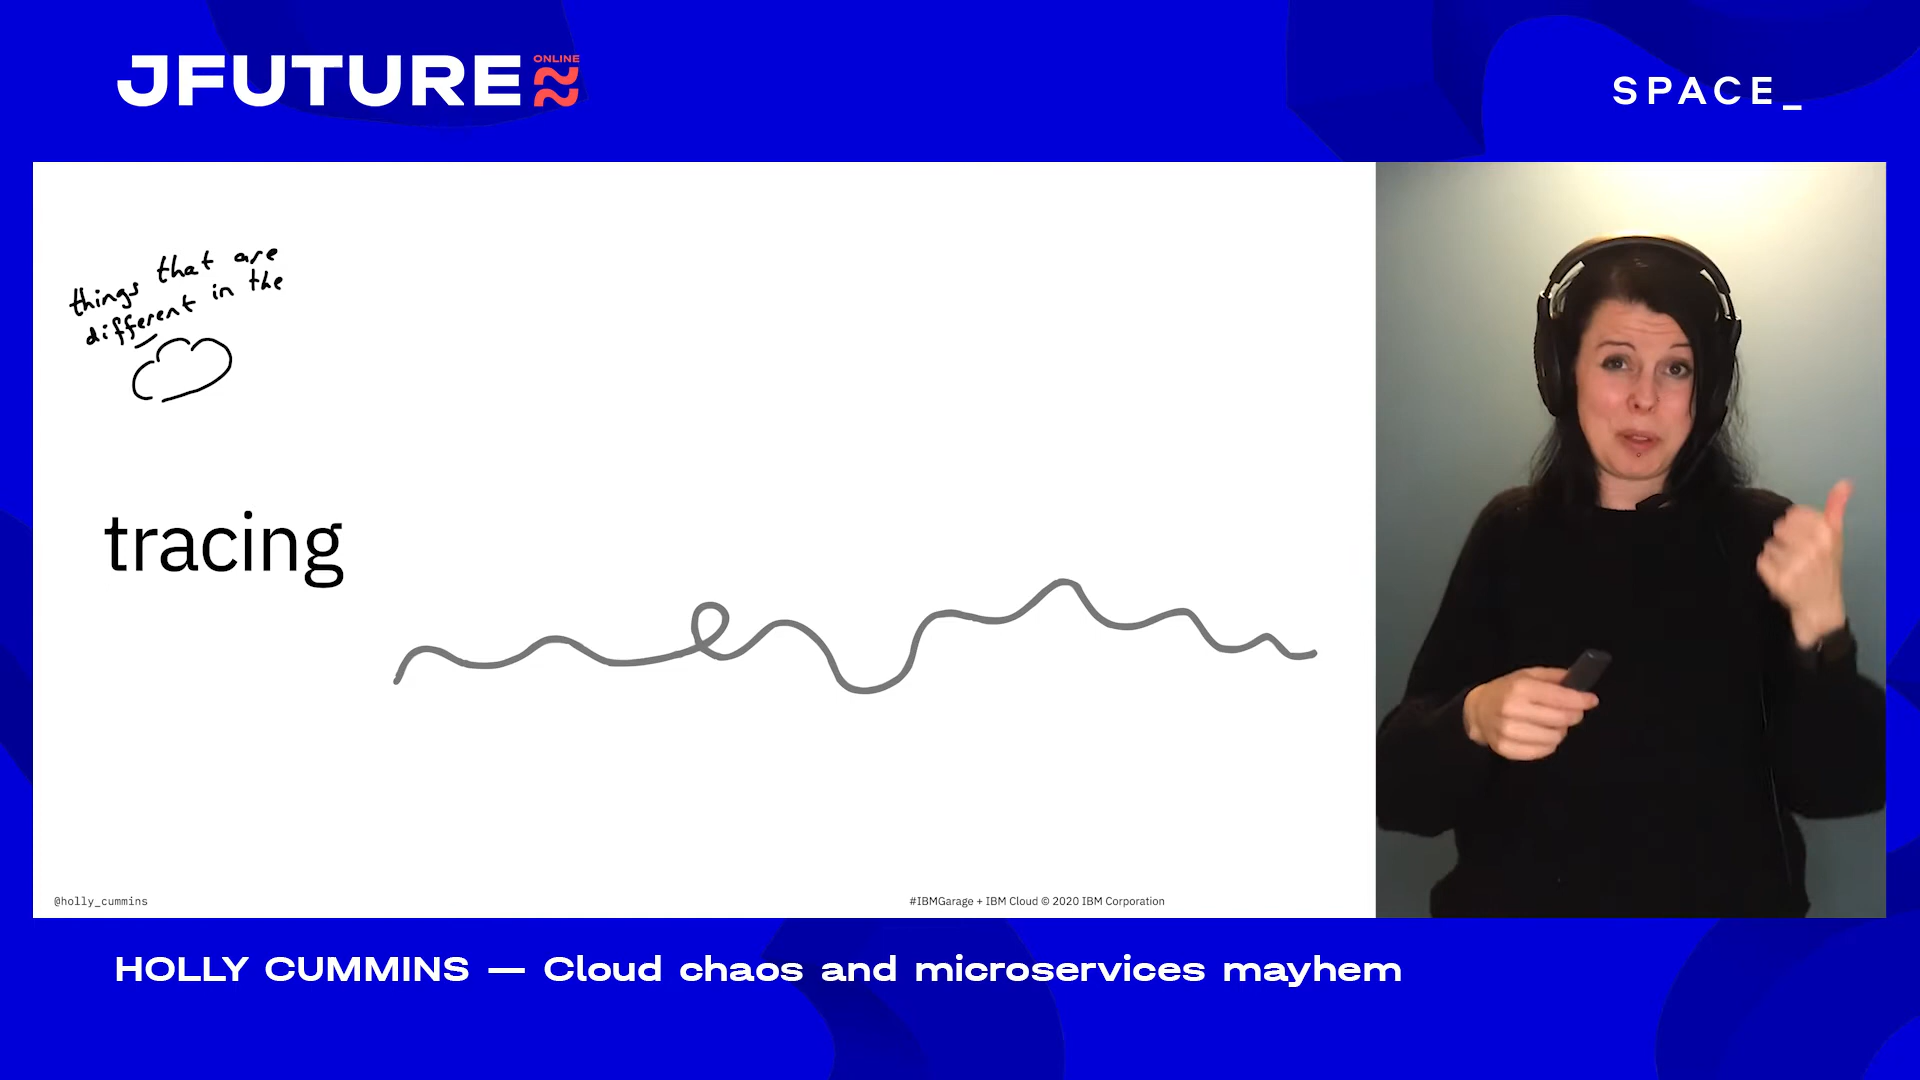 JFUTURE ONLINE
SPACE_
things that are
different in the
tracing
@holly_cummins
#IBMGarage + IBM Cloud © 2020 IBM Corporation
HOLLY CUMMINS — Cloud chaos and microservices mayhem